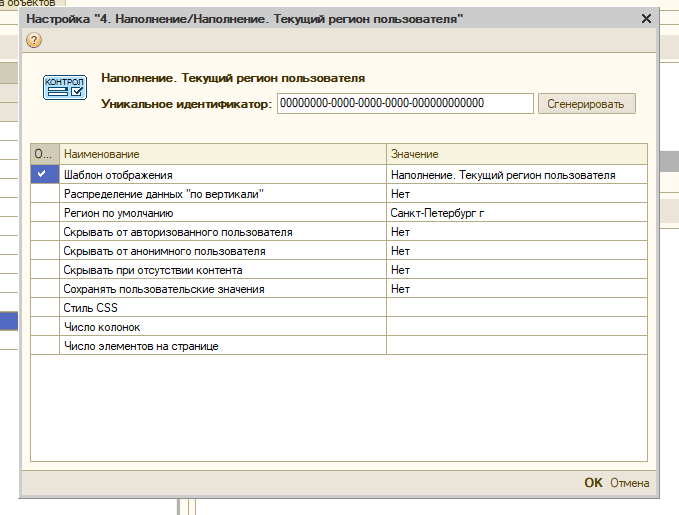 а объектов
Настройка "4. Наполнение/Наполнение. Текущий регион пользователя"
?
КОНТРОЛ
Наполнение. Текущий регион пользователя
Уникальное идентификатор: 00000000-0000-0000-0000-000000000000 Сгенерировать
О... Наименование Значение
Шаблон отображения Наполнение. Текущий регион пользователя
Распределение данных "по вертикали" Нет
Регион по умолчанию Санкт-Петербург г
Скрывать от авторизованного пользователя Нет
Скрывать от анонимного пользователя Нет
Скрывать при отсутствии контента Нет
Сохранять пользовательские значения Нет
Стиль CSS
Число колонок
Число элементов на странице
OK Отмена